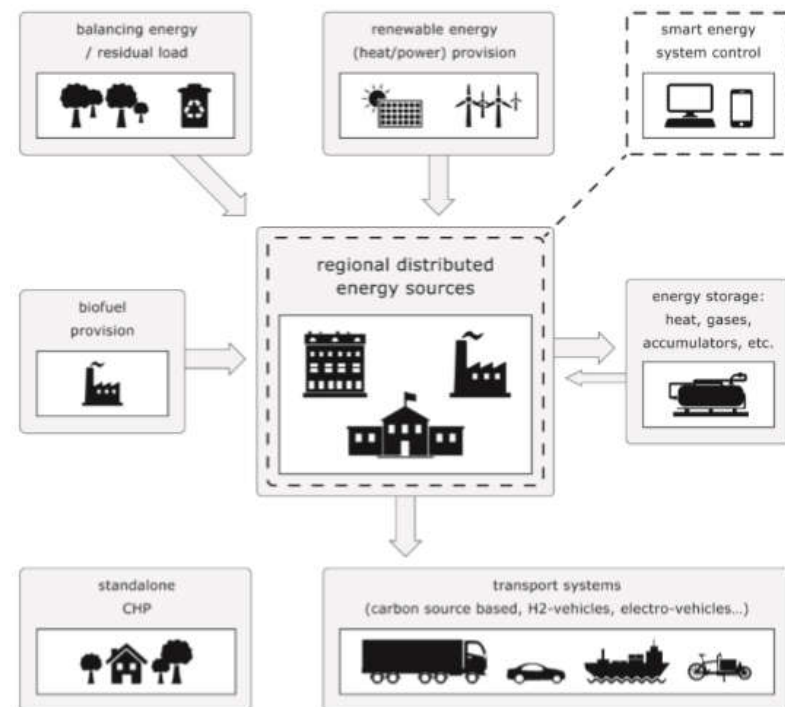 balancing energy
/ residual load
renewable energy
(heat/power) provision
smart energy
system control
regional distributed
energy sources
biofuel
provision
energy storage:
heat, gases,
accumulators, etc.
standalone
CHP
transport systems
(carbon source based, H2-vehicles, electro-vehicles...)